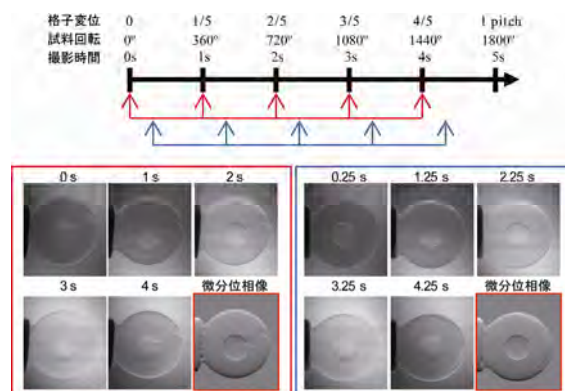 格子変位 0 1/5 2/5 3/5 4/5 1 pitch
試料回転 0° 360° 720° 1080° 1440° 1800°
撮影時間 0s 1s 2s 3s 4s 5s
0 s 1 s 2 s
0.25 s 1.25 s 2.25 s
3 s 4 s 微分位相像
3.25 s 4.25 s 微分位相像